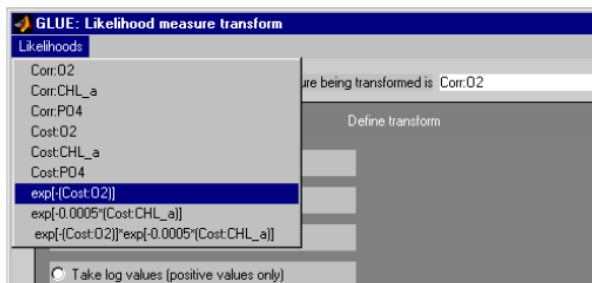 GLUE: Likelihood measure transform
Likelihoods
Corr:O2
Corr:CHL_a
Corr:PO4
Cost:O2
Cost:CHL_a
Cost:PO4
exp[-(Cost:O2)]
exp[-0.0005*(Cost:CHL_a)]
exp[-(Cost:O2)]*exp[-0.0005*(Cost:CHL_a)]
ure being transformed is Corr:O2
Define transform
Take log values (positive values only)